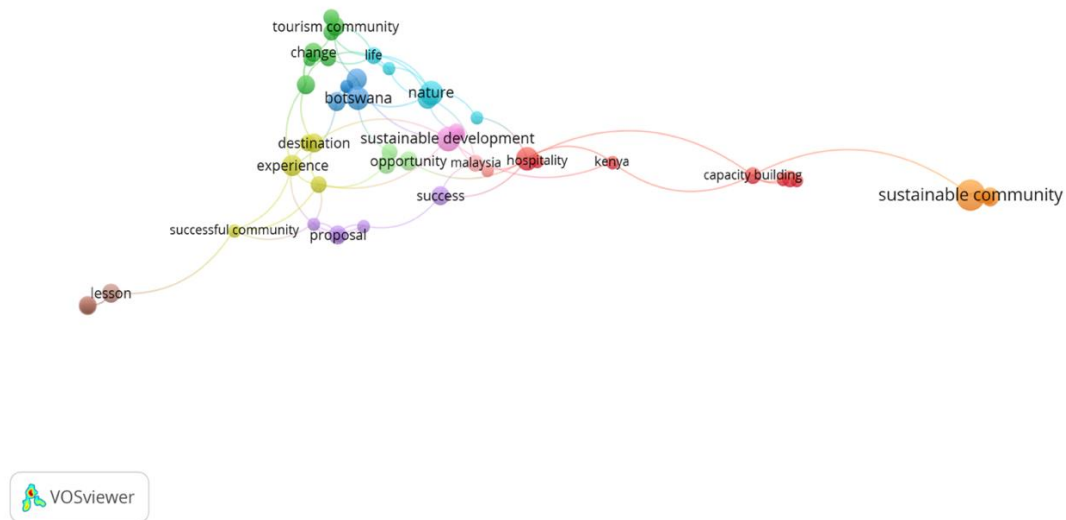 tourism community
change
life
botswana
nature
destination
sustainable development
experience
opportunity
malaysia
hospitality
kenya
capacity building
success
sustainable community
successful community
proposal
lesson
VOSviewer